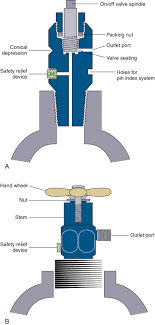 On/off valve spindle
Packing nut
Conical
depression
Outlet port
Valve seating
Safety relief
device
Holes for
pin index system
A
Hand wheel
Nut
Stem
Outlet port
Safety relief
device
B